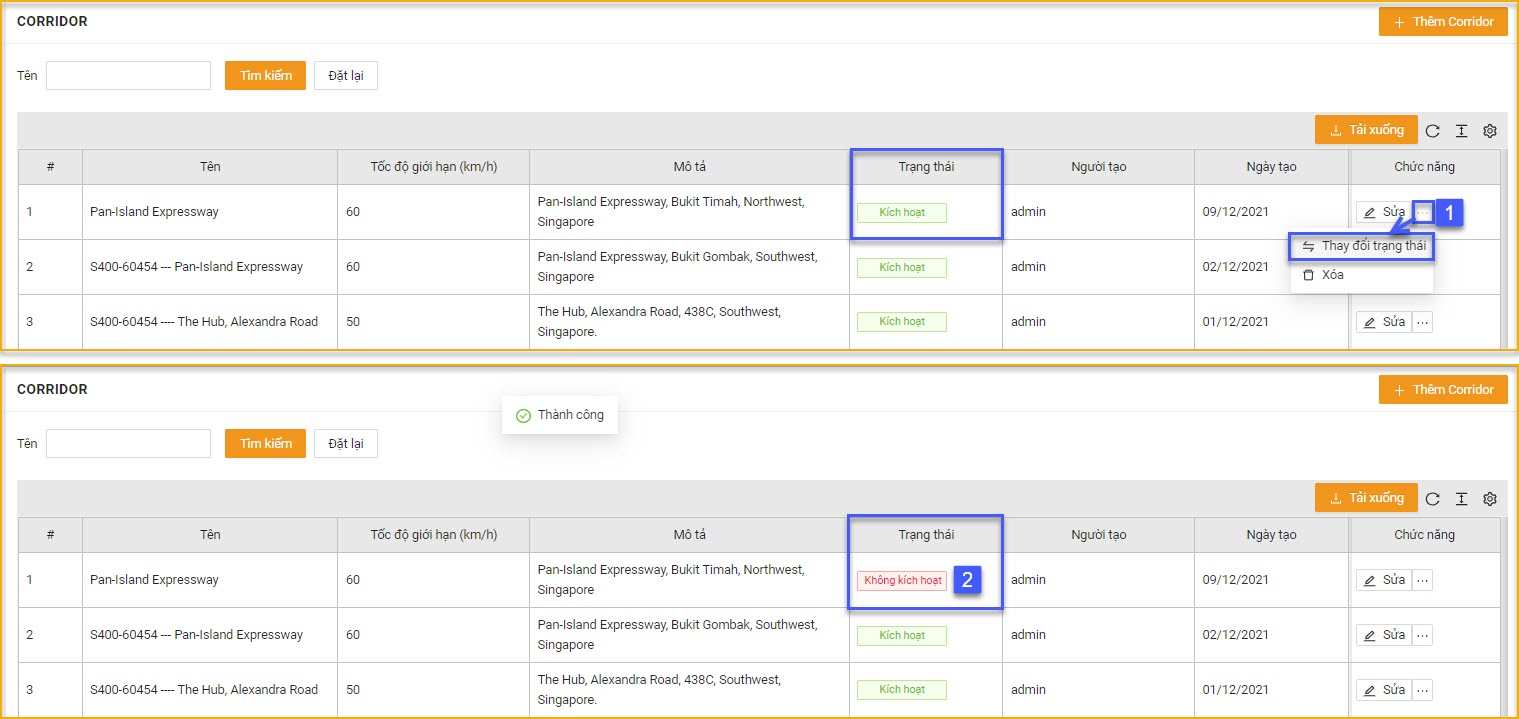 CORRIDOR
+ Thêm Corridor
Tên
Tìm kiếm
Đặt lại
Tải xuống
# Tên Tốc độ giới hạn (km/h) Mô tả Trạng thái Người tạo Ngày tạo Chức năng
1 Pan-Island Expressway 60 Pan-Island Expressway, Bukit Timah, Northwest,
Singapore
Kích hoạt admin 09/12/2021 Sửa ... 1
Thay đổi trạng thái
Xóa
2 S400-60454 --- Pan-Island Expressway 60 Pan-Island Expressway, Bukit Gombak, Southwest,
Singapore
Kích hoạt admin 02/12/2021
3 S400-60454 ---- The Hub, Alexandra Road 50 The Hub, Alexandra Road, 438C, Southwest,
Singapore.
Kích hoạt admin 01/12/2021 Sửa ...
CORRIDOR
+ Thêm Corridor
Thành công
Tên
Tìm kiếm
Đặt lại
Tải xuống
# Tên Tốc độ giới hạn (km/h) Mô tả Trạng thái Người tạo Ngày tạo Chức năng
1 Pan-Island Expressway 60 Pan-Island Expressway, Bukit Timah, Northwest,
Singapore
Không kích hoạt 2 admin 09/12/2021 Sửa ...
2 S400-60454 --- Pan-Island Expressway 60 Pan-Island Expressway, Bukit Gombak, Southwest,
Singapore
Kích hoạt admin 02/12/2021 Sửa ...
3 S400-60454 ---- The Hub, Alexandra Road 50 The Hub, Alexandra Road, 438C, Southwest,
Singapore.
Kích hoạt admin 01/12/2021 Sửa ...